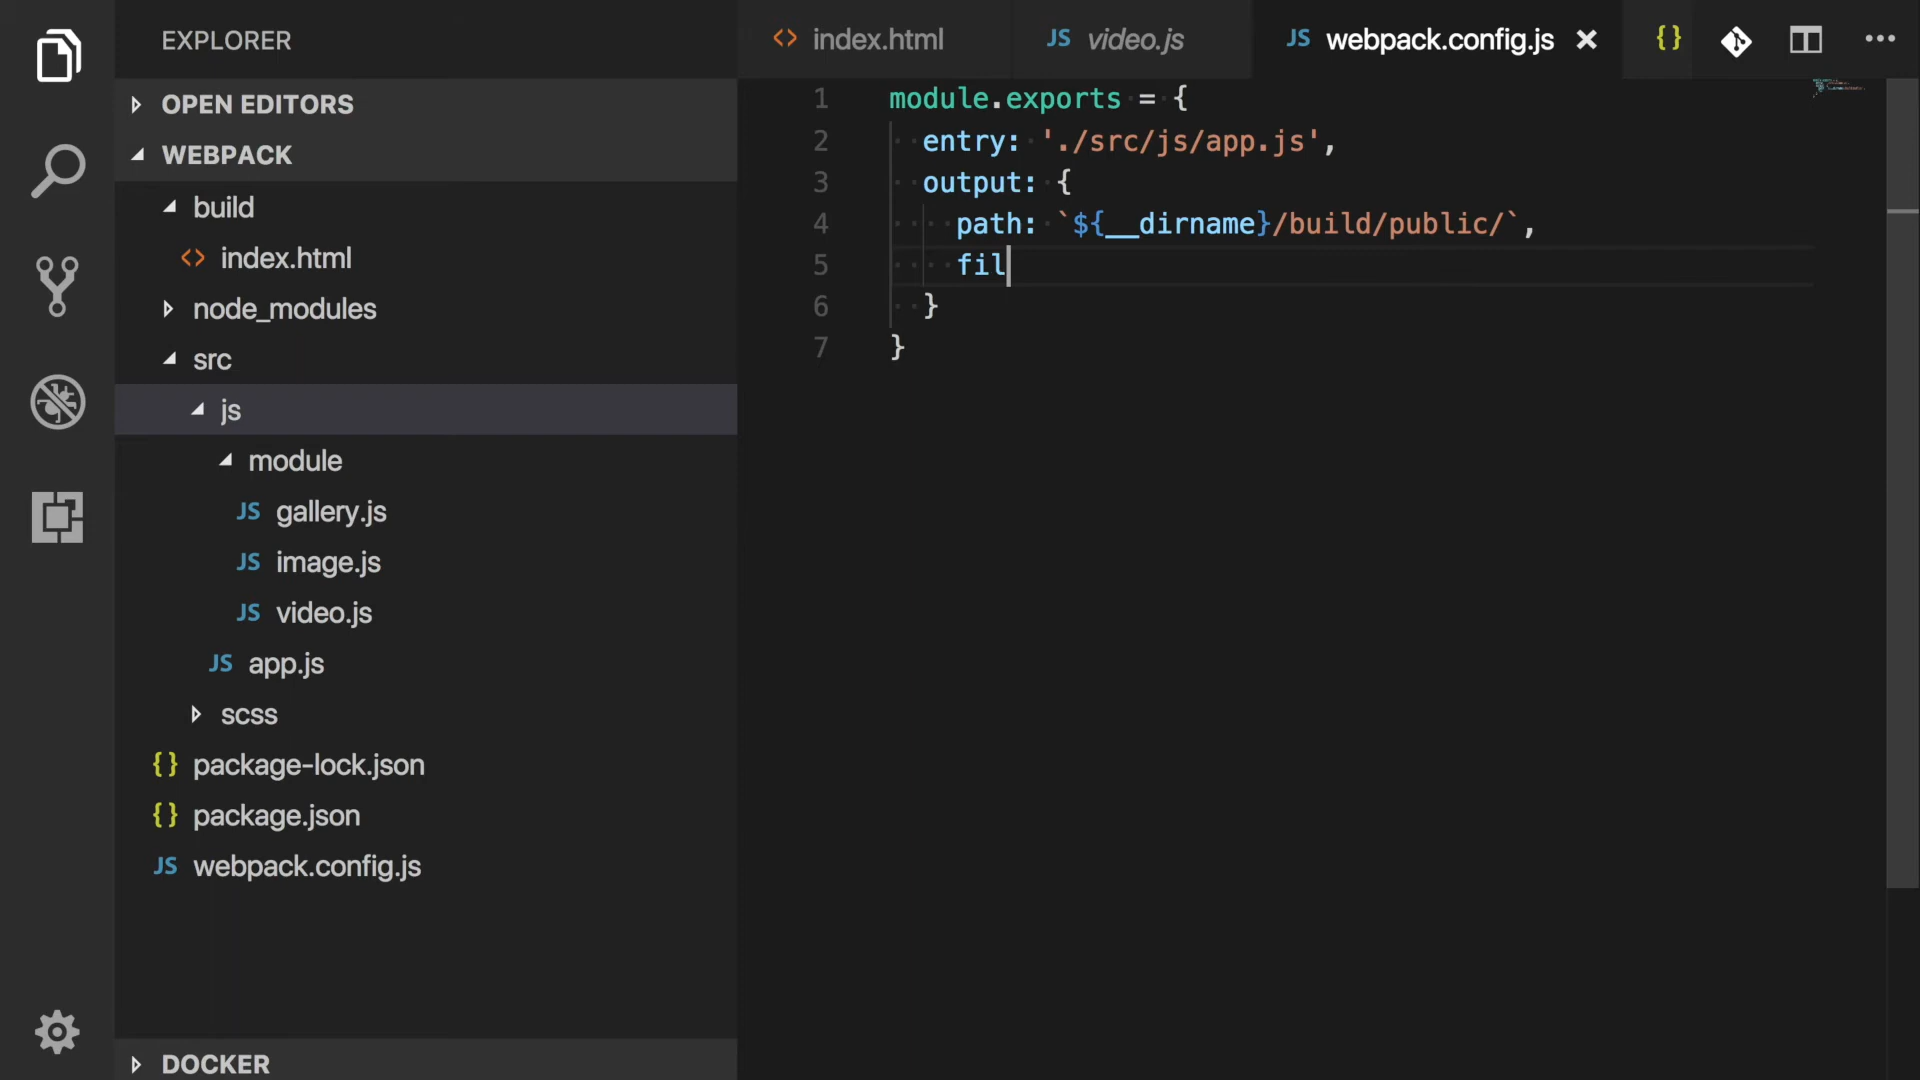 EXPLORER
OPEN EDITORS
WEBPACK
build
<> index.html
node_modules
src
js
module
JS gallery.js
JS image.js
JS video.js
JS app.js
scss
{} package-lock.json
{} package.json
JS webpack.config.js
DOCKER
<> index.html
JS video.js
JS webpack.config.js
{}
1 module.exports = {
2 entry: './src/js/app.js',
3 output: {
4 path: `${__dirname}/build/public/`,
5 fil
6 }
7 }